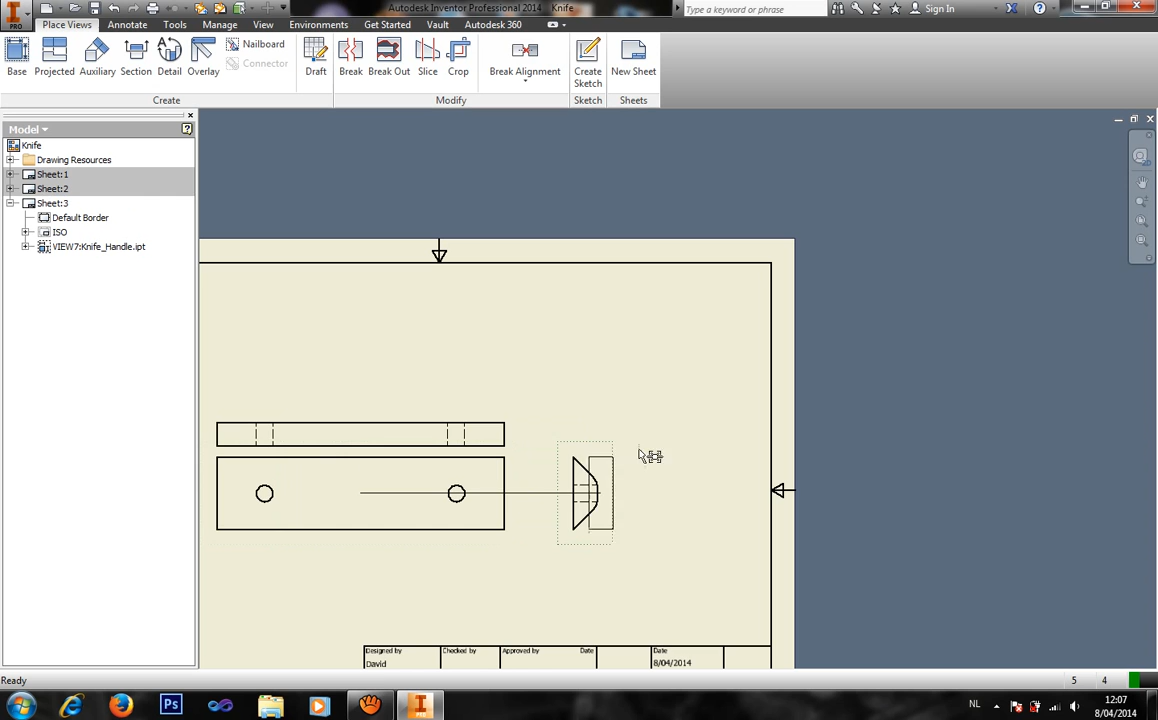 Autodesk Inventor Professional 2014 Knife
Type a keyword or phrase
Sign In
PRO
Place Views Annotate Tools Manage View Environments Get Started Vault Autodesk 360
Base Projected Auxiliary Section Detail Overlay
Nailboard
Connector
Draft
Break Break Out Slice Crop
Break Alignment
Create
Sketch
New Sheet
Create Modify Sketch Sheets
Model
Knife
Drawing Resources
Sheet:1
Sheet:2
Sheet:3
Default Border
ISO
VIEW7:Knife_Handle.ipt
Designed by Checked by Approved by Date Date
David 8/04/2014
Ready 5 4
Ps
PRO
NL 12:07
8/04/2014